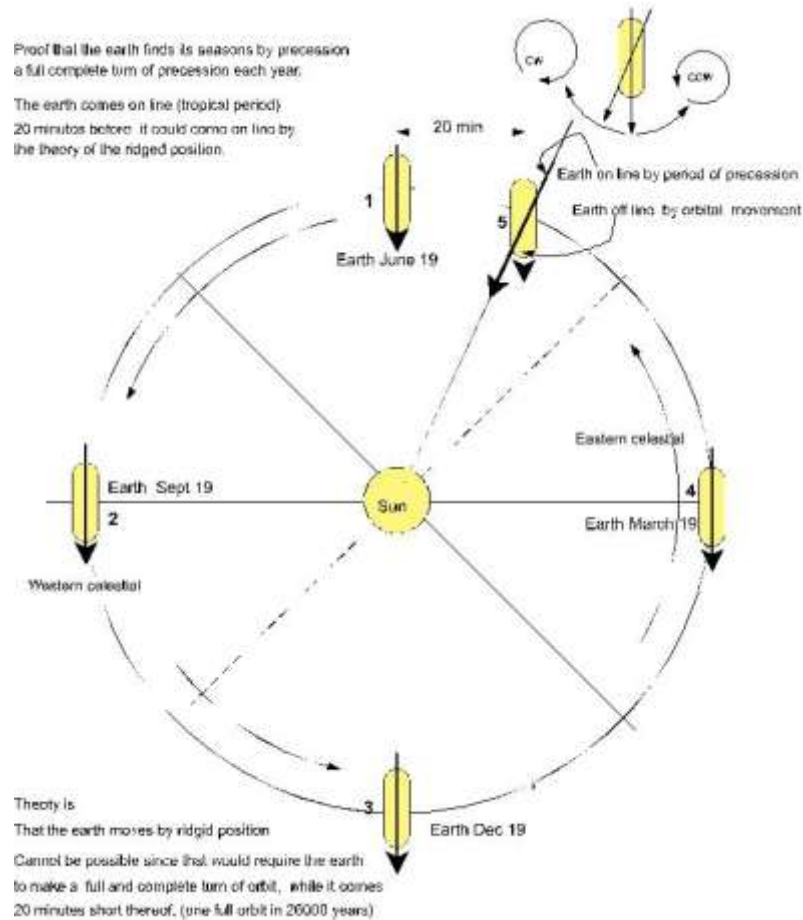 Proof that the earth finds its seasons by precession
a full complete turn of precession each year.
The earth comes on line (tropical period)
20 minutes before it could come on line by
the theory of the ridged position.
CW
CCW
20 min
Earth on line by period of precession
Earth off line by orbital movement
1
5
Earth June 19
Eastern celestial
Earth Sept 19
2
Sun
4
Earth March 19
Western celestial
3
Earth Dec 19
Theoty is
That the earth moves by ridgid position
Cannot be possible since that would require the earth
to make a full and complete turn of orbit, while it comes
20 minutes short thereof. (one full orbit in 26000 years)